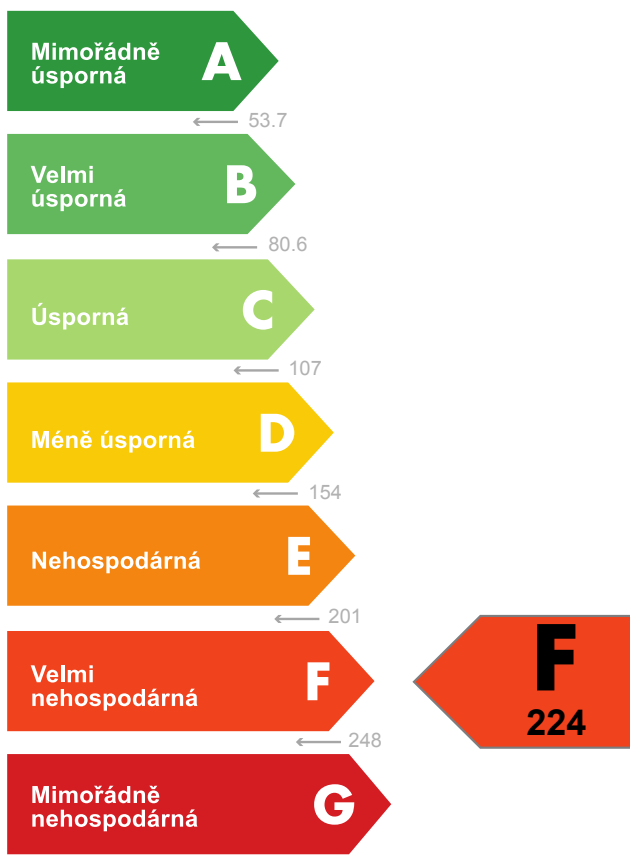 Mimořádně
úsporná
A
53.7
Velmi
úsporná
B
80.6
Úsporná
C
107
Méně úsporná
D
154
Nehospodárná
E
201
Velmi
nehospodárná
F
F
224
248
Mimořádně
nehospodárná
G